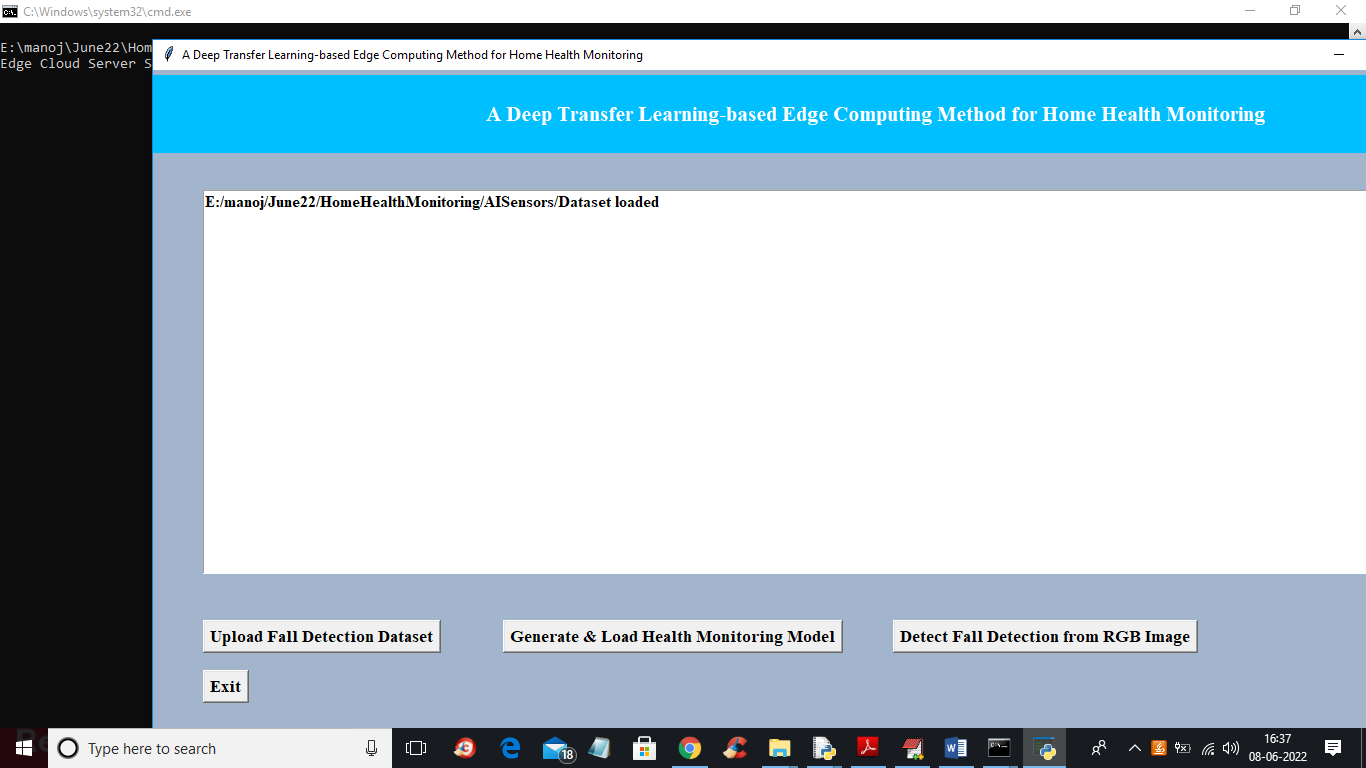 C:\Windows\system32\cmd.exe
E:\manoj\June22\Hom
Edge Cloud Server S
A Deep Transfer Learning-based Edge Computing Method for Home Health Monitoring
A Deep Transfer Learning-based Edge Computing Method for Home Health Monitoring
E:/manoj/June22/HomeHealthMonitoring/AISensors/Dataset loaded
Upload Fall Detection Dataset
Generate & Load Health Monitoring Model
Detect Fall Detection from RGB Image
Exit
Type here to search
18
16:37
08-06-2022